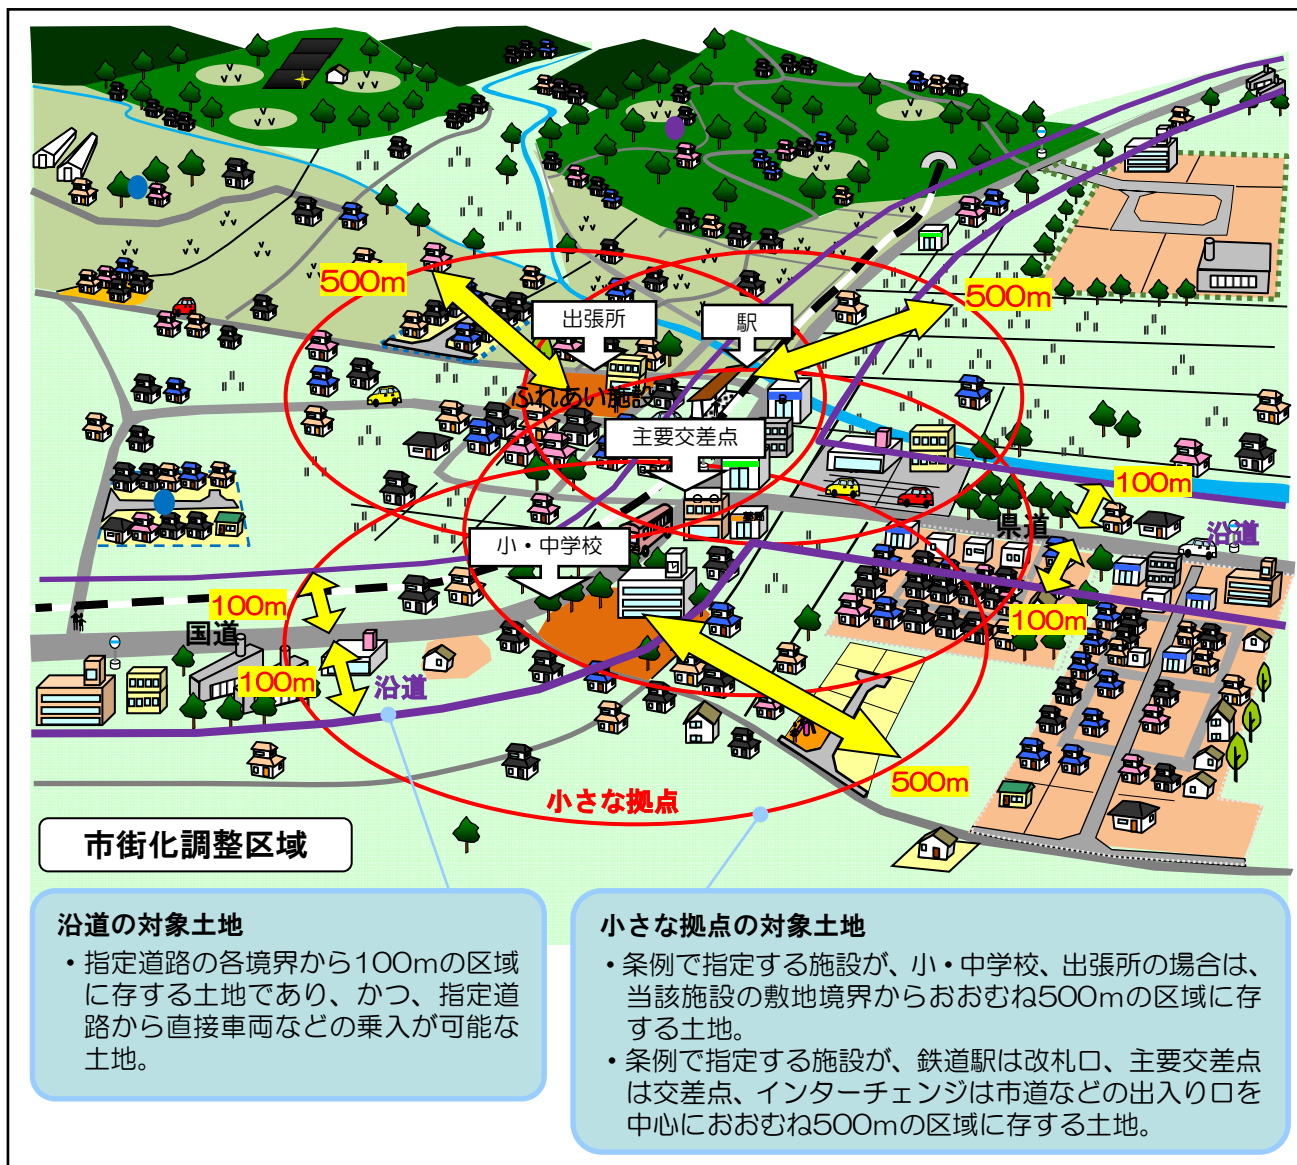 500m
500m
出張所
駅
ふれあい施設
主要交差点
100m
県道
沿道
小・中学校
100m
国道
100m
100m
沿道
500m
小さな拠点
市街化調整区域
沿道の対象土地
・指定道路の各境界から100mの区域
に存する土地であり、かつ、指定道
路から直接車両などの乗入が可能な
土地。
小さな拠点の対象土地
・条例で指定する施設が、小・中学校、出張所の場合は、
当該施設の敷地境界からおおむね500mの区域に存
する土地。
・条例で指定する施設が、鉄道駅は改札口、主要交差点
は交差点、インターチェンジは市道などの出入り口を
中心におおむね500mの区域に存する土地。